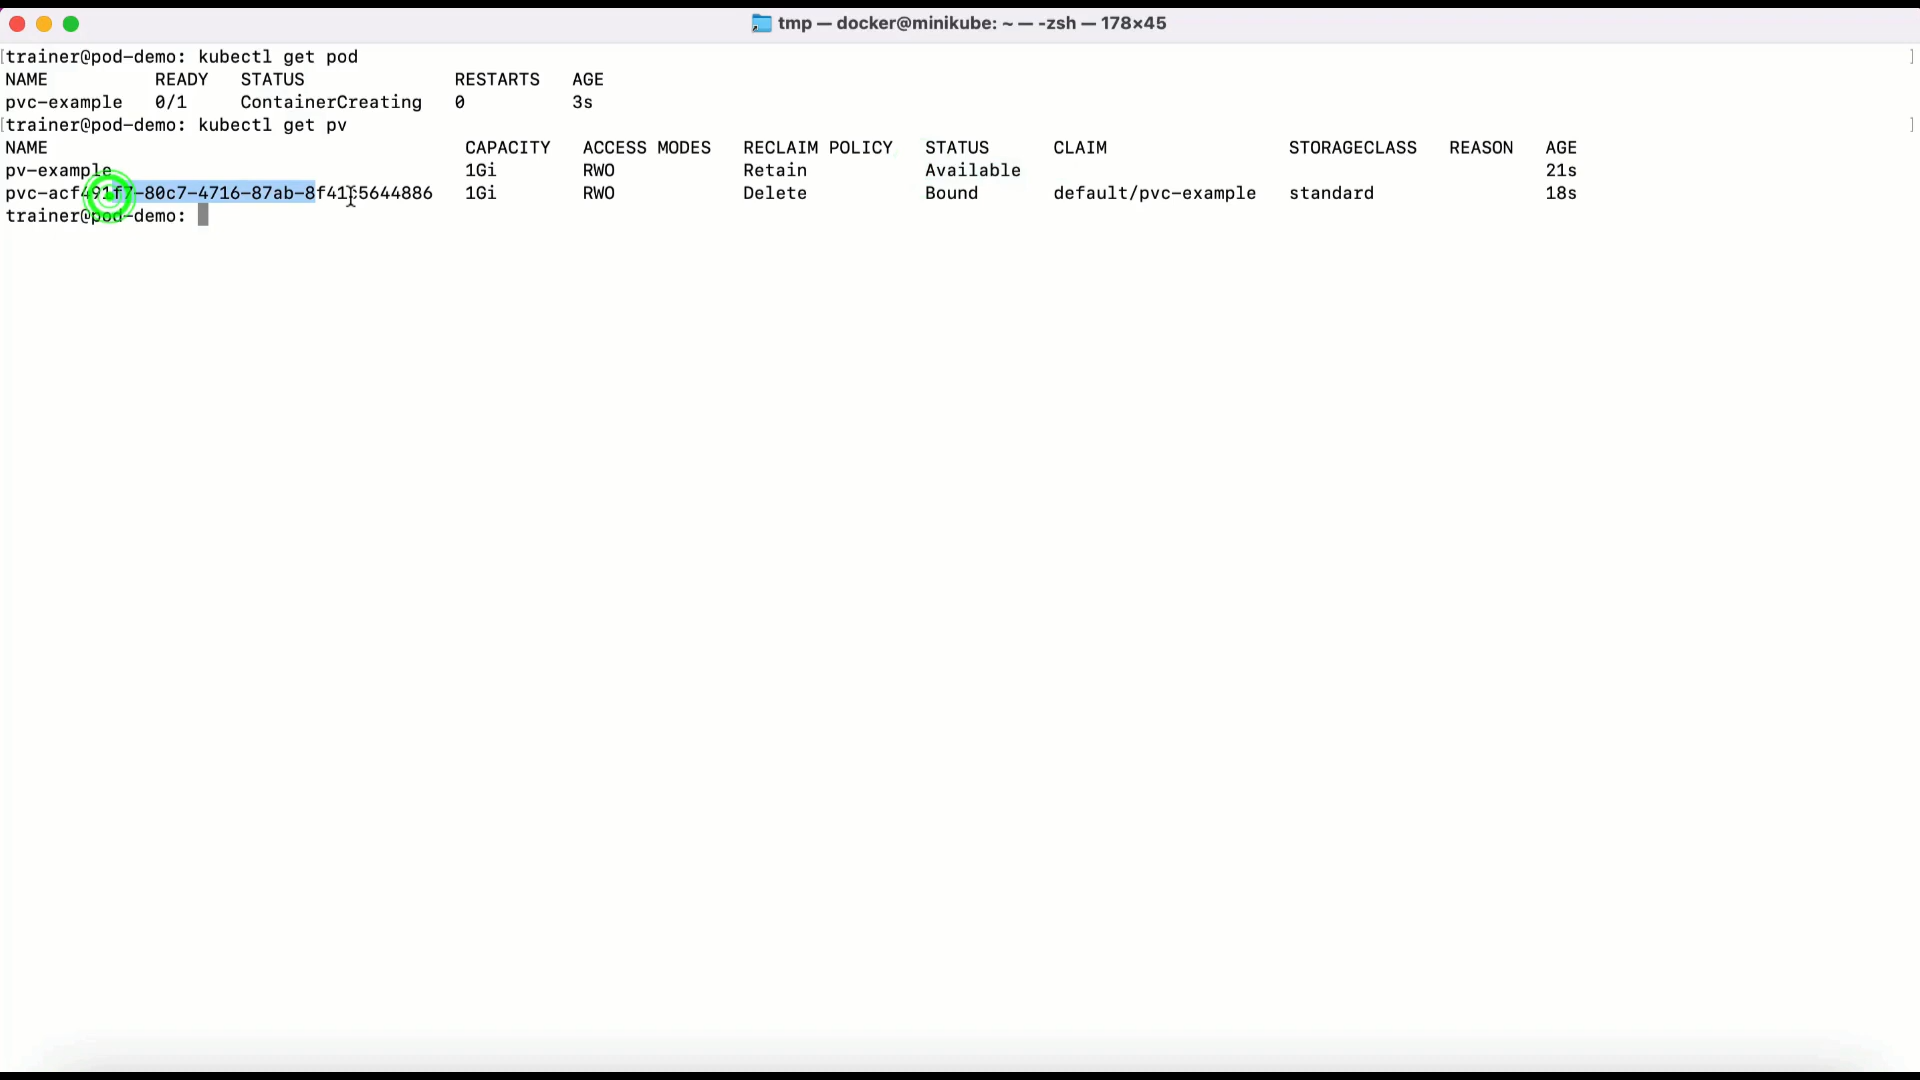 tmp — docker@minikube: ~ — -zsh — 178×45
[trainer@pod-demo: kubectl get pod ]
NAME READY STATUS RESTARTS AGE
pvc-example 0/1 ContainerCreating 0 3s
[trainer@pod-demo: kubectl get pv ]
NAME CAPACITY ACCESS MODES RECLAIM POLICY STATUS CLAIM STORAGECLASS REASON AGE
pv-example 1Gi RWO Retain Available 21s
1Gi RWO Delete Bound default/pvc-example standard 18s
trainer@pod-demo: